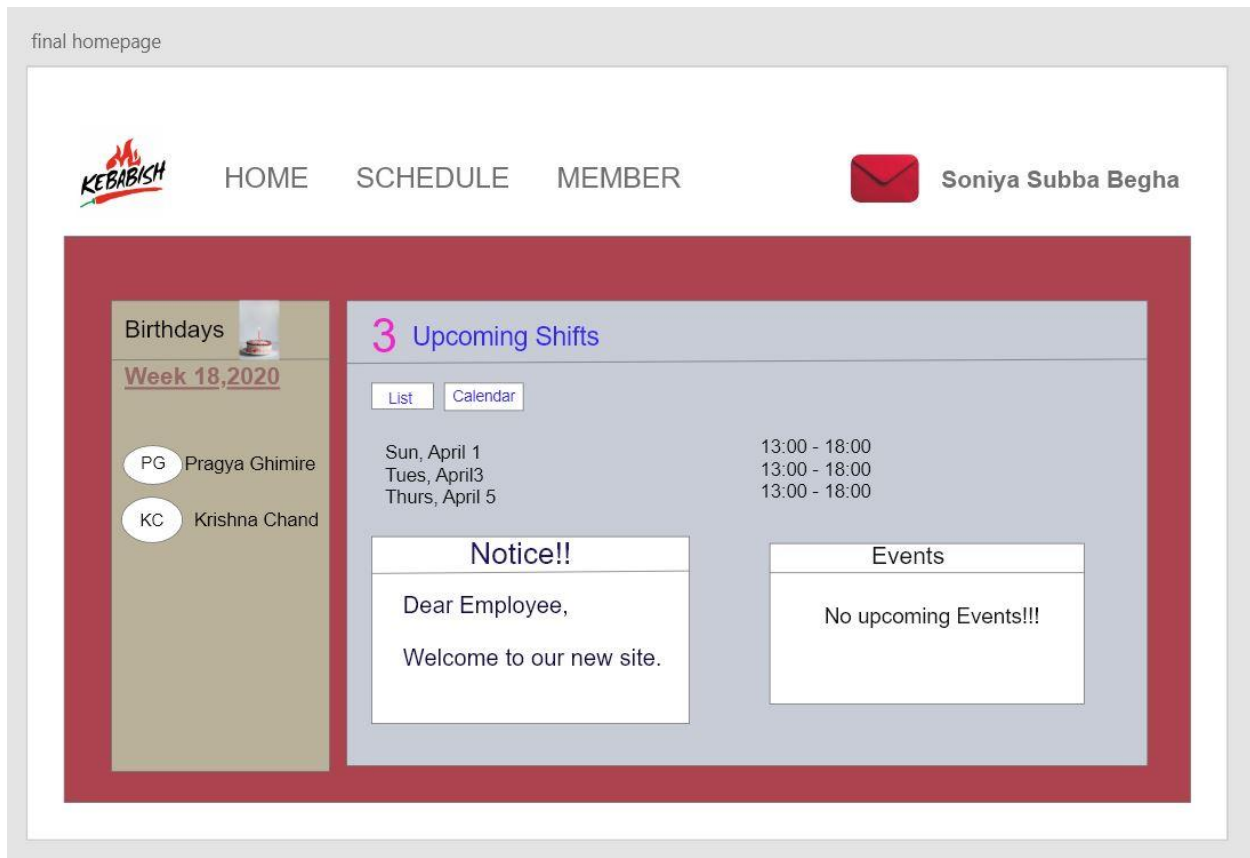 final homepage
KEBABISH
HOME SCHEDULE MEMBER
Soniya Subba Begha
Birthdays
Week 18,2020
PG Pragya Ghimire
KC Krishna Chand
3 Upcoming Shifts
List Calendar
Sun, April 1 13:00 - 18:00
Tues, April3 13:00 - 18:00
Thurs, April 5 13:00 - 18:00
Notice!!
Dear Employee,
Welcome to our new site.
Events
No upcoming Events!!!